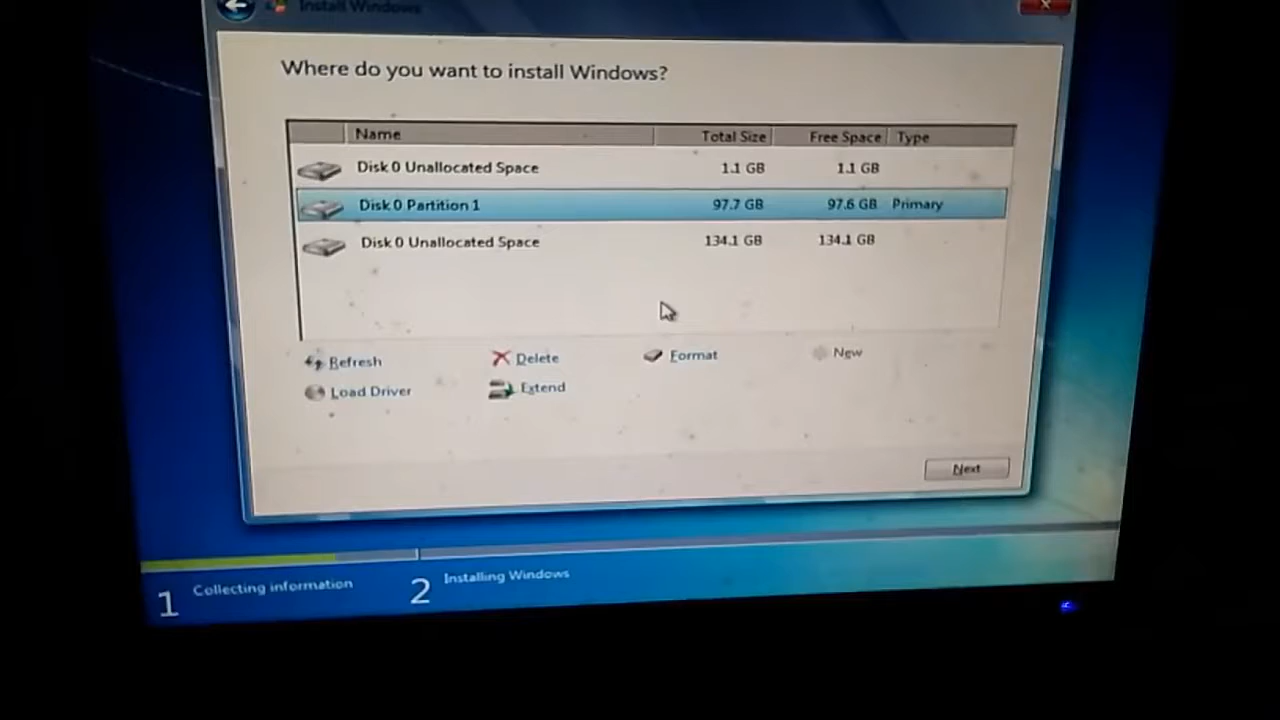 Install Windows
Where do you want to install Windows?
Name Total Size Free Space Type
Disk 0 Unallocated Space 1.1 GB 1.1 GB
Disk 0 Partition 1 97.7 GB 97.6 GB Primary
Disk 0 Unallocated Space 134.1 GB 134.1 GB
Refresh Delete Format New
Load Driver Extend
Next
1 Collecting information 2 Installing Windows